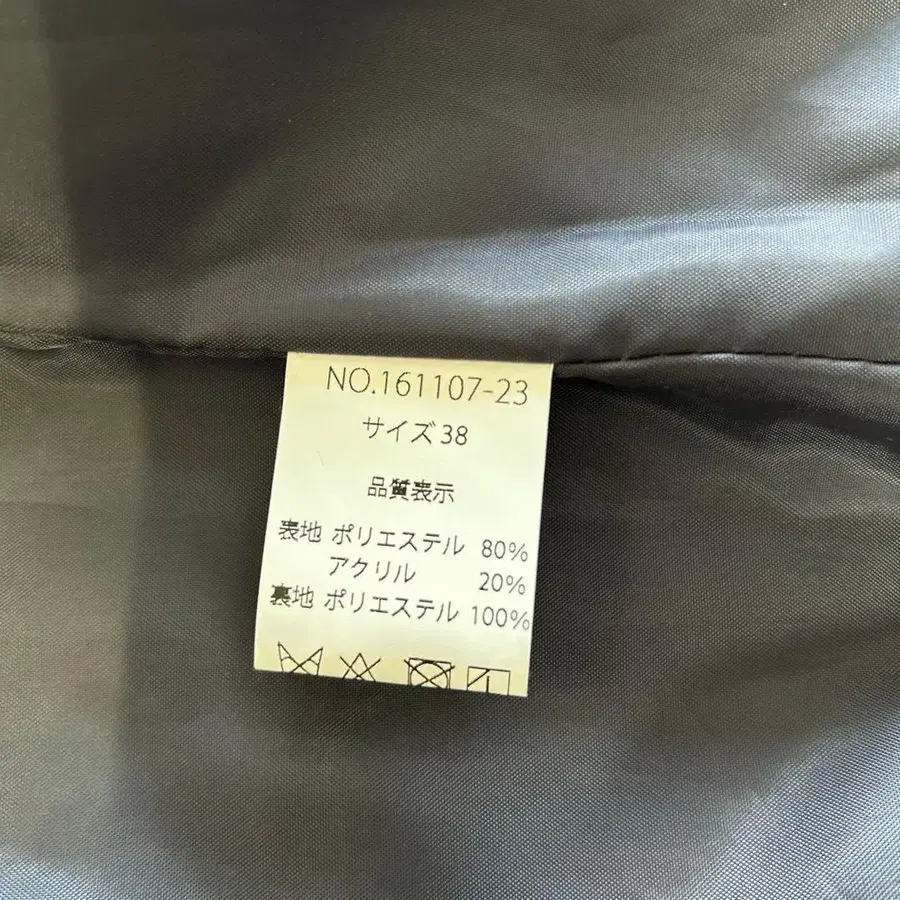 NO.161107-23
サイズ38
品質表示
表地 ポリエステル 80%
アクリル 20%
裏地 ポリエステル 100%